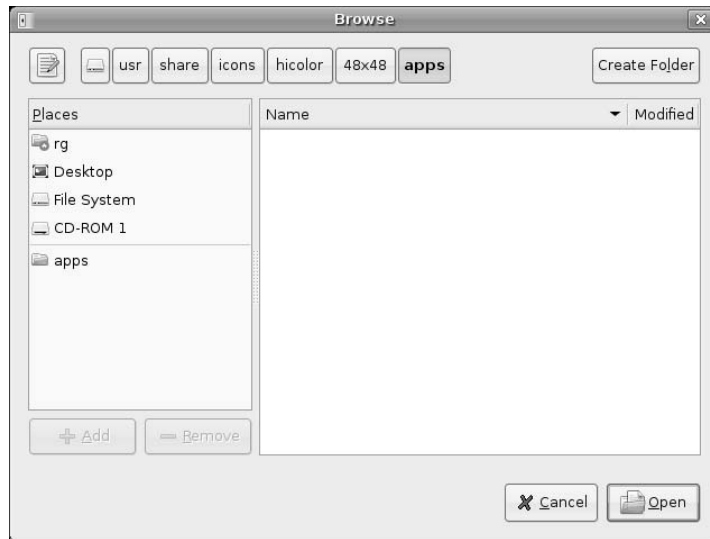 Browse
usr share icons hicolor 48x48 apps Create Folder
Places
rg
Desktop
File System
CD-ROM 1
apps
Add Remove
Name Modified
Cancel Open